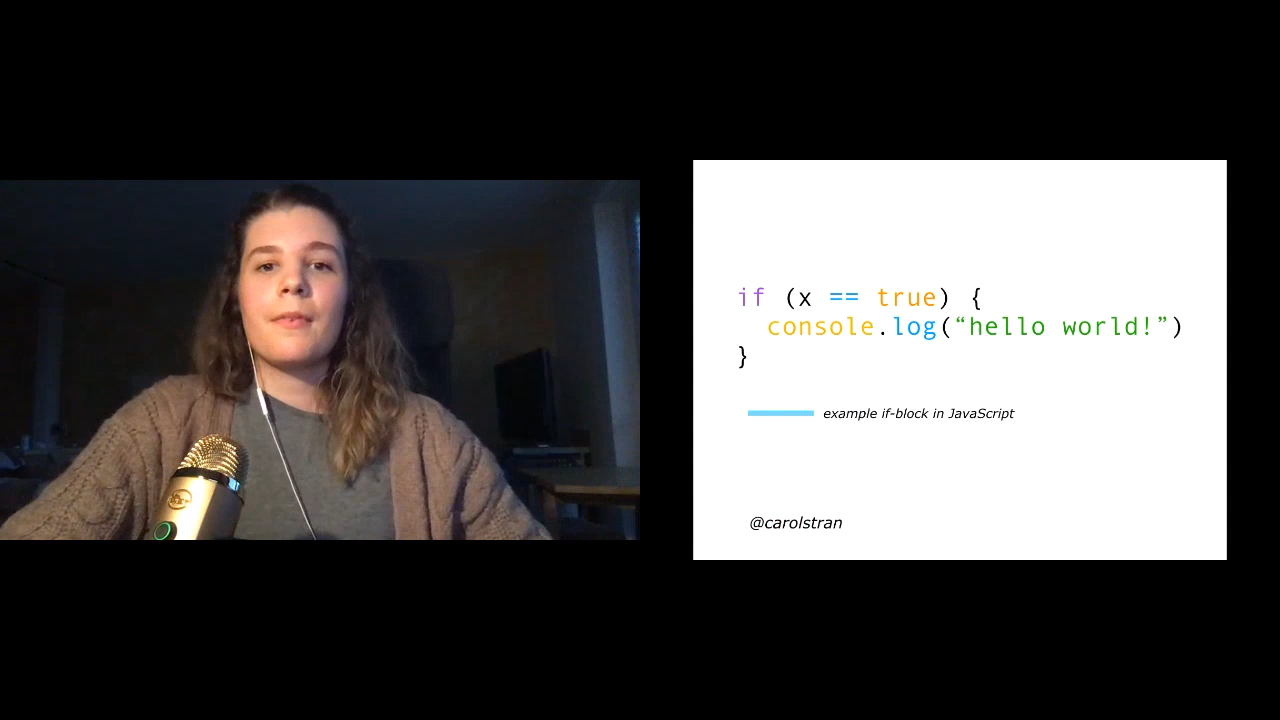 if (x == true) {
  console.log(“hello world!”)
}
example if-block in JavaScript
@carolstran